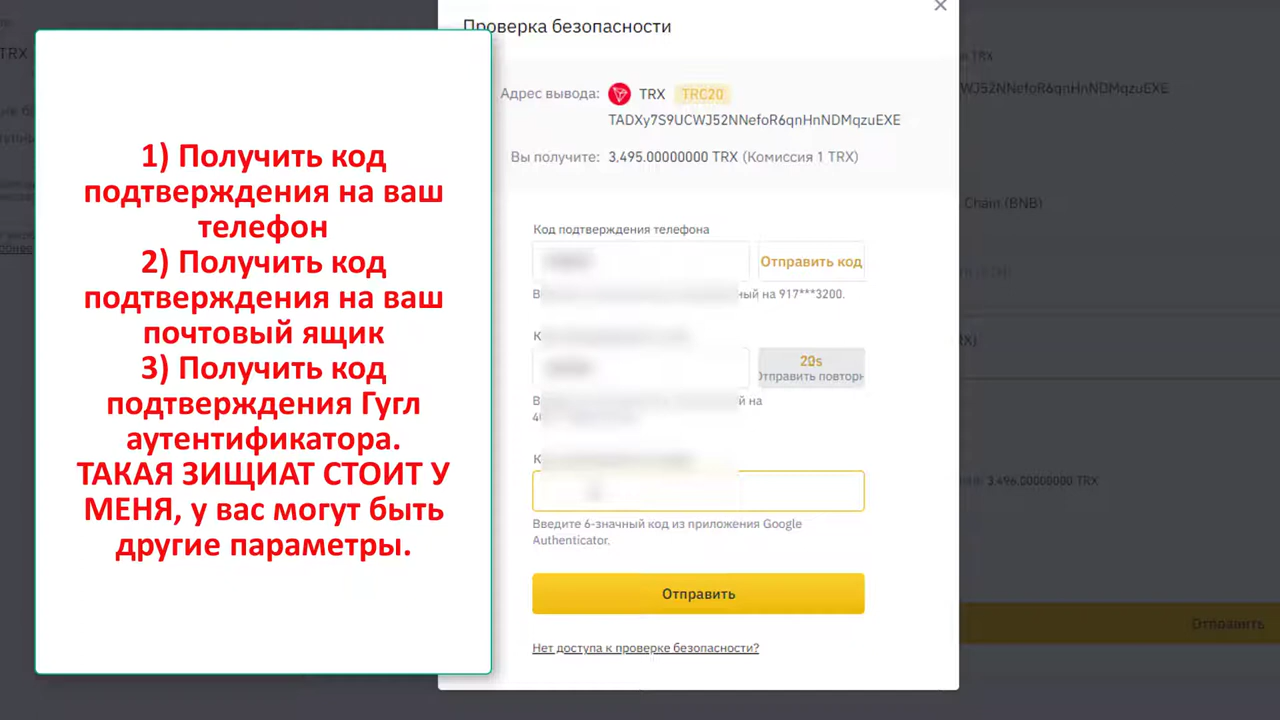 Проверка безопасности
1) Получить код
подтверждения на ваш
телефон
2) Получить код
подтверждения на ваш
почтовый ящик
3) Получить код
подтверждения Гугл
аутентификатора.
ТАКАЯ ЗИЩИАТ СТОИТ У
МЕНЯ, у вас могут быть
другие параметры.
Адрес вывода: TRX TRC20
TADXy7S9UCWJ52NNefoR6qnHnNDMqzuEXE
Вы получите: 3,495.00000000 TRX (Комиссия 1 TRX)
Код подтверждения телефона
Отправить код
на 917***3200.
20s
Отправить повторн
на
Введите 6-значный код из приложения Google
Authenticator.
Отправить
Нет доступа к проверке безопасности?
TRX
TRX
WJ52NNefoR6qnHnNDMqzuEXE
Chain (BNB)
3,496.00000000 TRX
Отправить